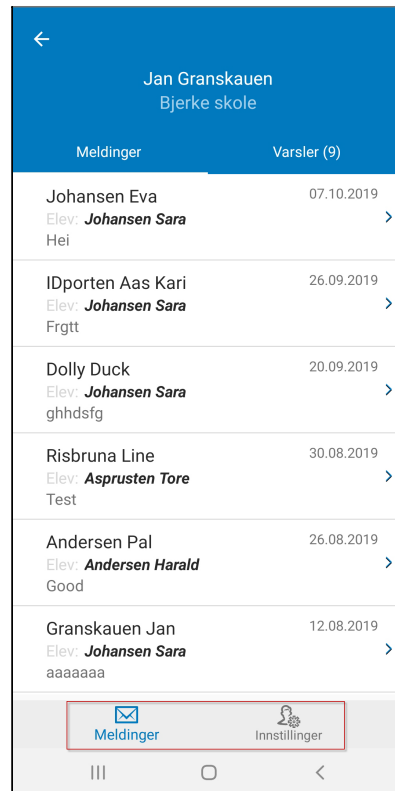 Jan Granskauen
Bjerke skole
Meldinger Varsler (9)
Johansen Eva 07.10.2019
Elev: Johansen Sara
Hei
IDporten Aas Kari 26.09.2019
Elev: Johansen Sara
Frgtt
Dolly Duck 20.09.2019
Elev: Johansen Sara
ghhdsfg
Risbruna Line 30.08.2019
Elev: Asprusten Tore
Test
Andersen Pal 26.08.2019
Elev: Andersen Harald
Good
Granskauen Jan 12.08.2019
Elev: Johansen Sara
aaaaaaa
Meldinger Innstillinger